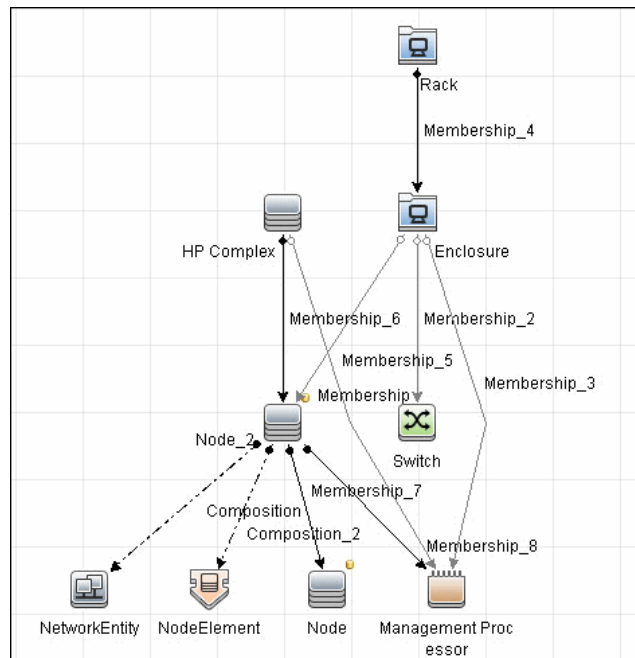 Rack
Membership_4
HP Complex
Enclosure
Membership_6
Membership_2
Membership_5
Membership_3
Membership
Node_2
Switch
Membership_7
Composition
Composition_2
Membership_8
NetworkEntity
NodeElement
Node
Management Proc
essor